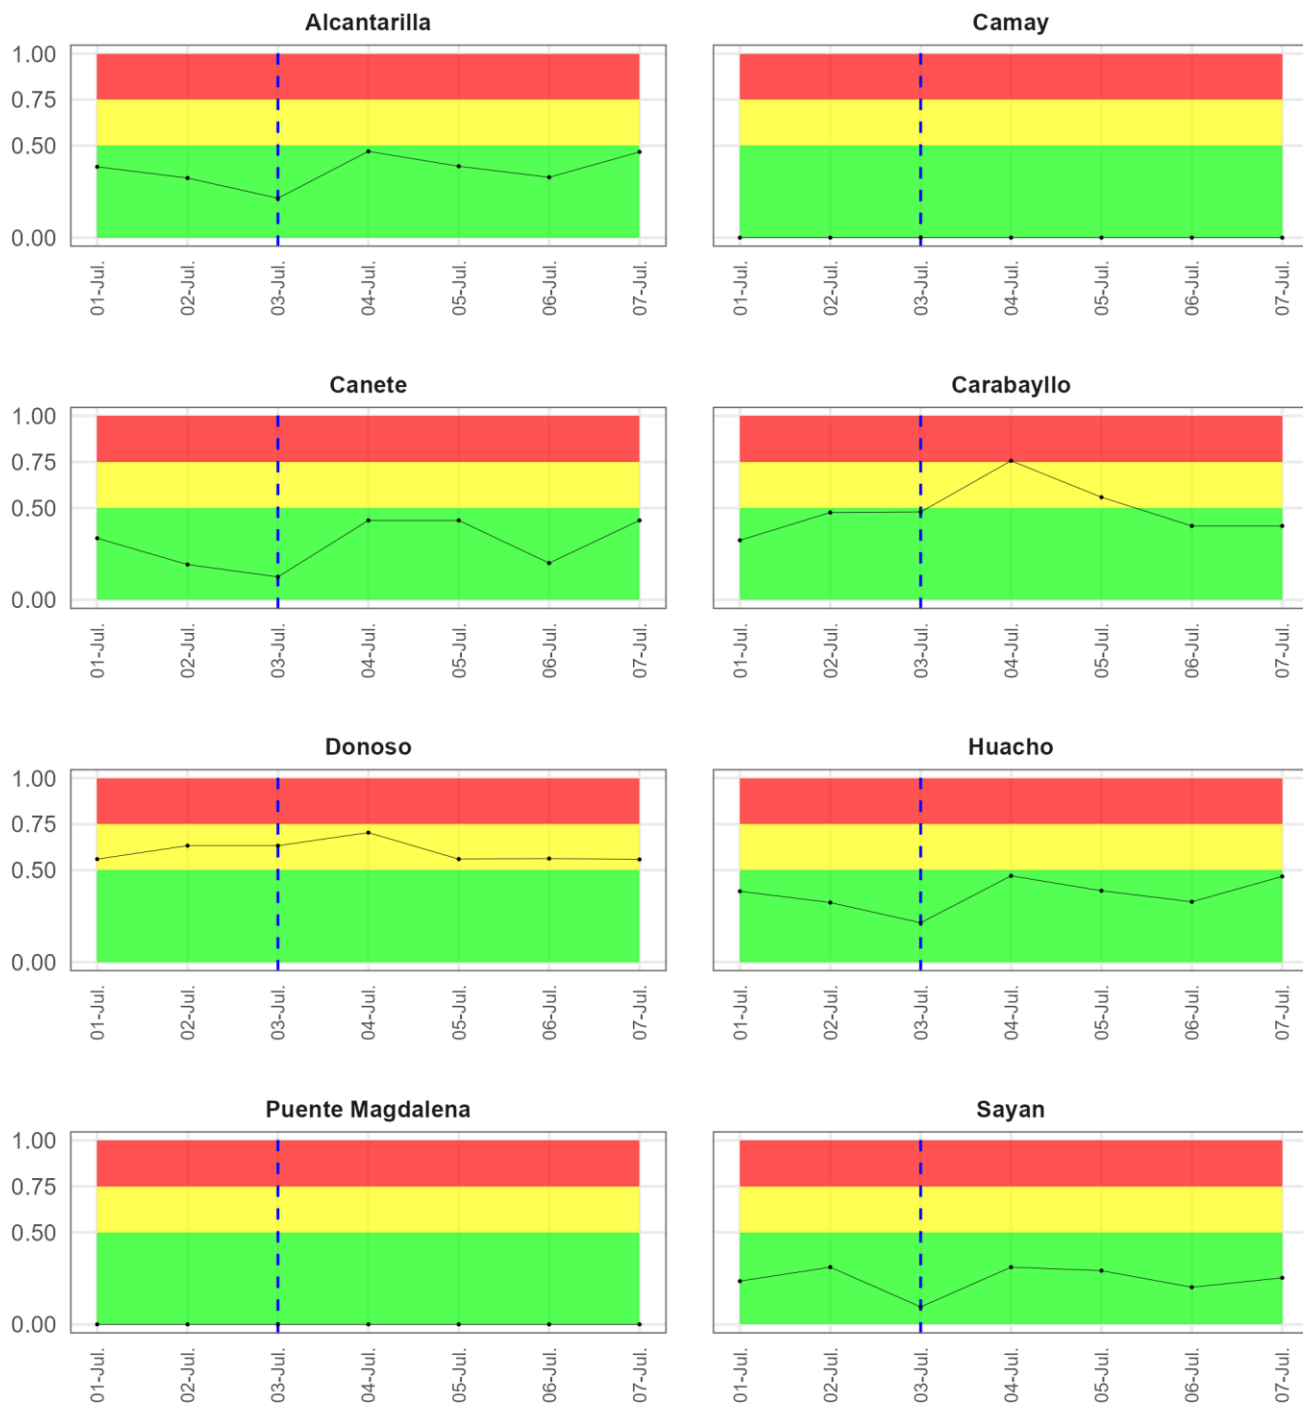 Alcantarilla
Camay
1.00
0.75
0.50
0.00
01-Jul. 02-Jul. 03-Jul. 04-Jul. 05-Jul. 06-Jul. 07-Jul.
01-Jul. 02-Jul. 03-Jul. 04-Jul. 05-Jul. 06-Jul. 07-Jul.
Canete
Carabayllo
1.00
0.75
0.50
0.00
01-Jul. 02-Jul. 03-Jul. 04-Jul. 05-Jul. 06-Jul. 07-Jul.
01-Jul. 02-Jul. 03-Jul. 04-Jul. 05-Jul. 06-Jul. 07-Jul.
Donoso
Huacho
1.00
0.75
0.50
0.00
01-Jul. 02-Jul. 03-Jul. 04-Jul. 05-Jul. 06-Jul. 07-Jul.
01-Jul. 02-Jul. 03-Jul. 04-Jul. 05-Jul. 06-Jul. 07-Jul.
Puente Magdalena
Sayan
1.00
0.75
0.50
0.00
01-Jul. 02-Jul. 03-Jul. 04-Jul. 05-Jul. 06-Jul. 07-Jul.
01-Jul. 02-Jul. 03-Jul. 04-Jul. 05-Jul. 06-Jul. 07-Jul.